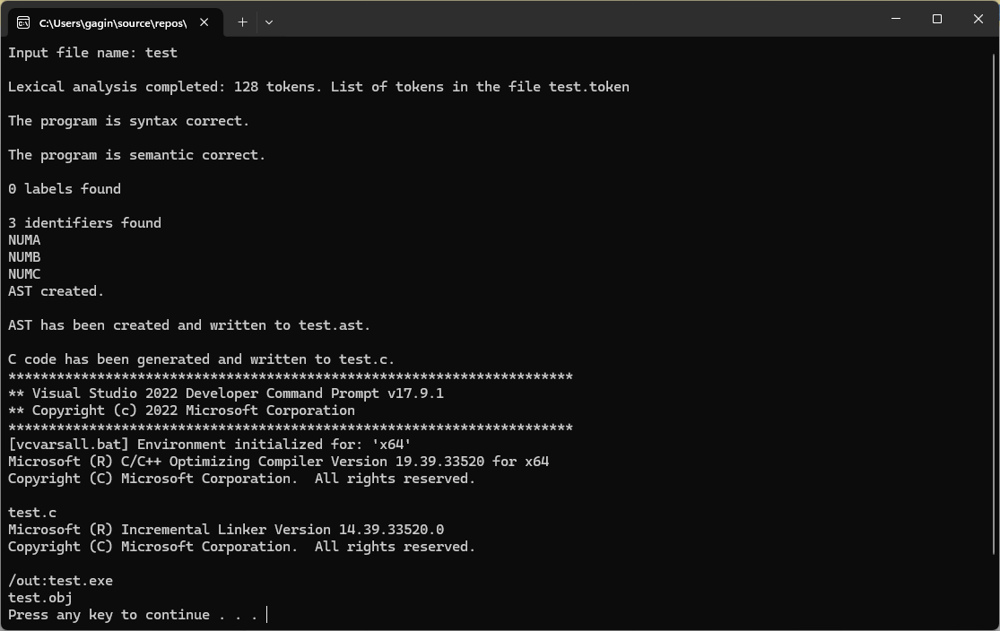 C:\Users\gagin\source\repos\
Input file name: test
Lexical analysis completed: 128 tokens. List of tokens in the file test.token
The program is syntax correct.
The program is semantic correct.
0 labels found
3 identifiers found
NUMA
NUMB
NUMC
AST created.
AST has been created and written to test.ast.
C code has been generated and written to test.c.
**********************************************************************
** Visual Studio 2022 Developer Command Prompt v17.9.1
** Copyright (c) 2022 Microsoft Corporation
**********************************************************************
[vcvarsall.bat] Environment initialized for: 'x64'
Microsoft (R) C/C++ Optimizing Compiler Version 19.39.33520 for x64
Copyright (C) Microsoft Corporation.  All rights reserved.
test.c
Microsoft (R) Incremental Linker Version 14.39.33520.0
Copyright (C) Microsoft Corporation.  All rights reserved.
/out:test.exe
test.obj
Press any key to continue . . .